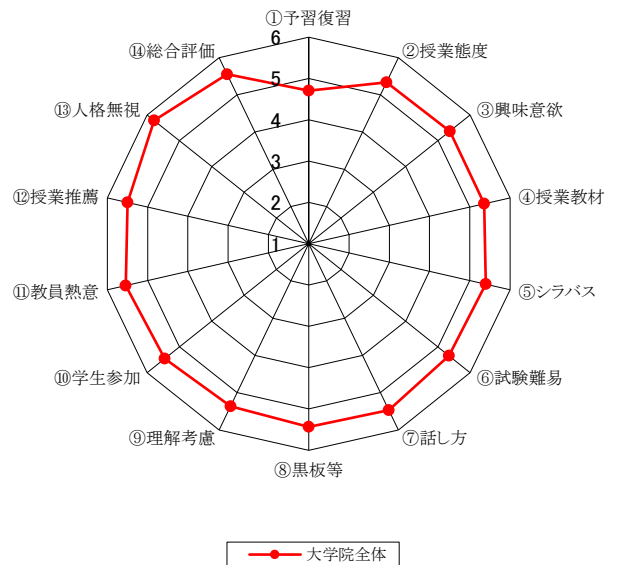 ①予習復習
②授業態度
③興味意欲
④授業教材
⑤シラバス
⑥試験難易
⑦話し方
⑧黒板等
⑨理解考慮
⑩学生参加
⑪教員熱意
⑫授業推薦
⑬人格無視
⑭総合評価
6
5
4
3
2
1
大学院全体